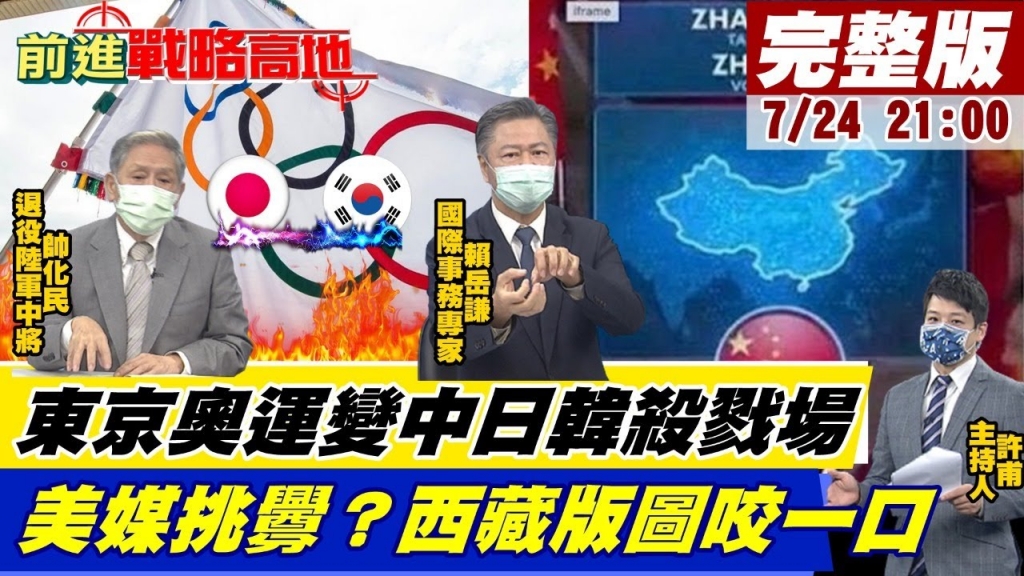 前進戰略高地
iframe
ZHA
ZH
完整版
7/24 21:00
退役陸軍中將
帥化民
國際事務專家
賴岳謙
主持人
許甫
東京奧運變中日韓殺戮場
美媒挑釁？西藏版圖咬一口